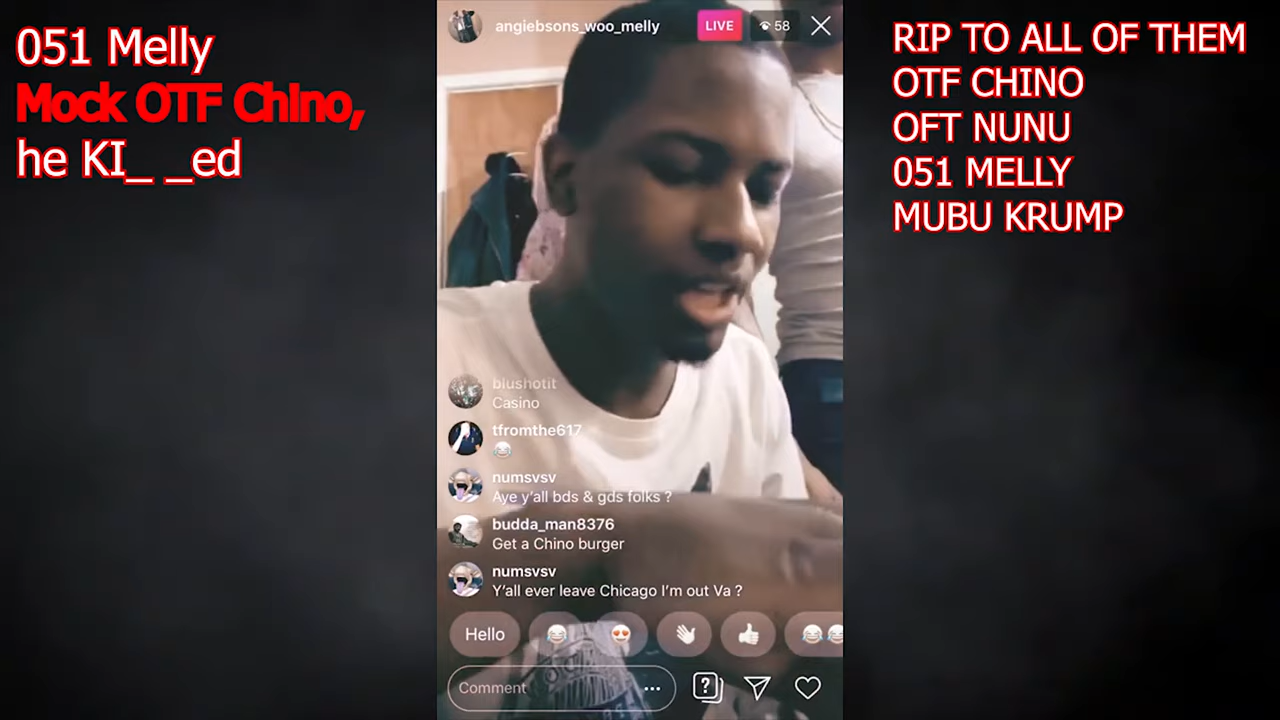 051 Melly
Mock OTF Chino,
he KI_ _ed
angiebsons_woo_melly
LIVE
58
blushotit
Casino
tfromthe617
numsvsv
Aye y'all bds & gds folks ?
budda_man8376
Get a Chino burger
numsvsv
Y'all ever leave Chicago I'm out Va ?
Hello
Comment
RIP TO ALL OF THEM
OTF CHINO
OFT NUNU
051 MELLY
MUBU KRUMP